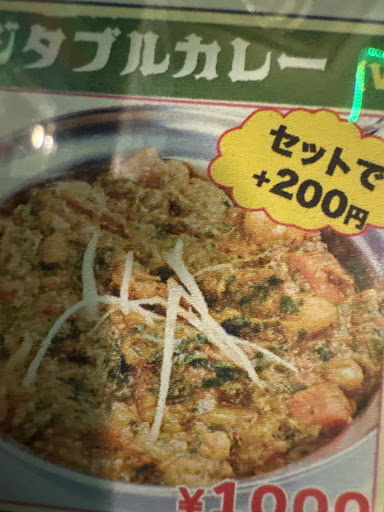 ジタブルカレー
セットで
+200円
¥1000